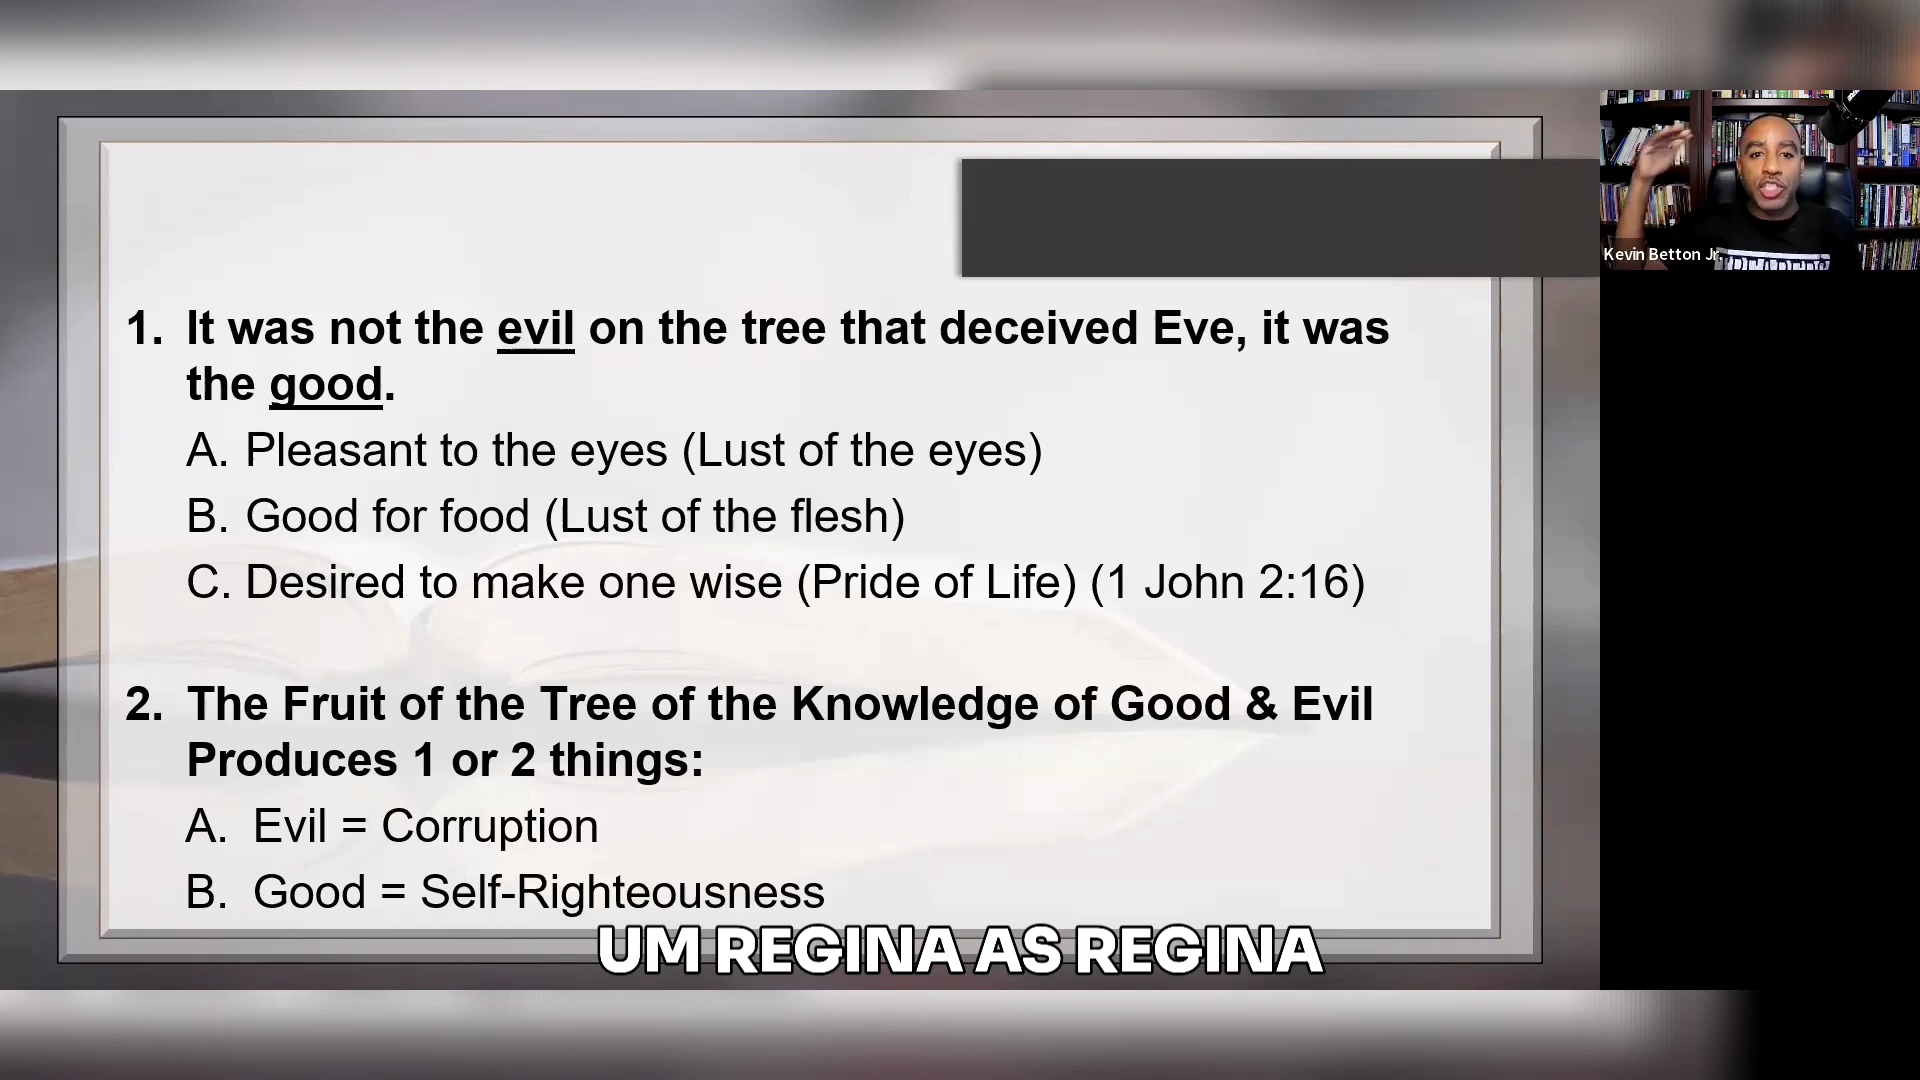 Kevin Betton Jr.
1. It was not the evil on the tree that deceived Eve, it was
the good.
A. Pleasant to the eyes (Lust of the eyes)
B. Good for food (Lust of the flesh)
C. Desired to make one wise (Pride of Life) (1 John 2:16)
2. The Fruit of the Tree of the Knowledge of Good & Evil
Produces 1 or 2 things:
A. Evil = Corruption
B. Good = Self-Righteousness
UM REGINA AS REGINA